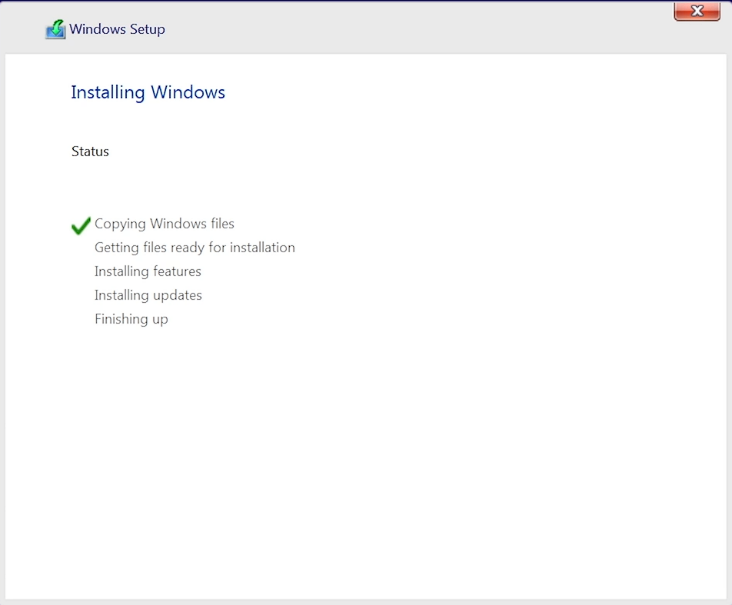 Windows Setup
Installing Windows
Status
Copying Windows files
Getting files ready for installation
Installing features
Installing updates
Finishing up